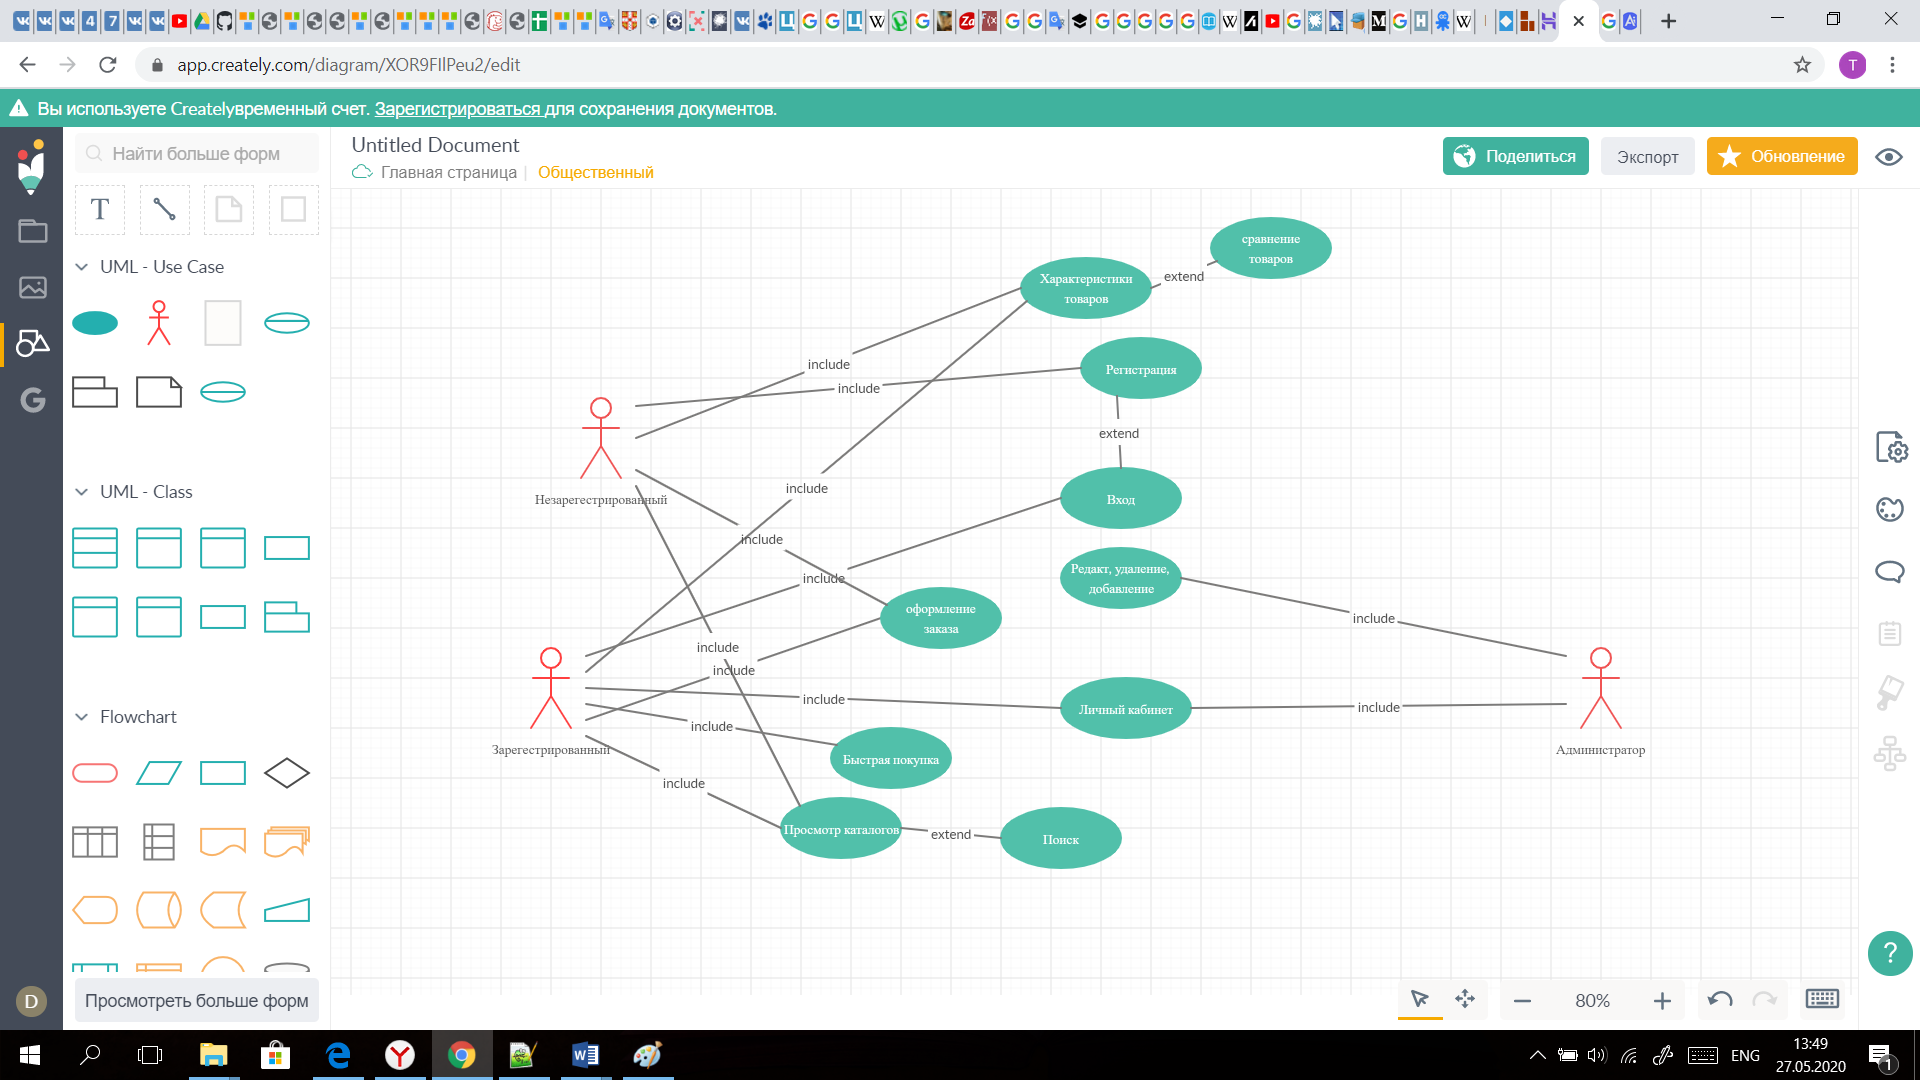 app.creately.com/diagram/XOR9FIlPeu2/edit
T
Вы используете Createlyвременный счет. Зарегистрироваться для сохранения документов.
Найти больше форм
Untitled Document
Главная страница | Общественный
Поделиться
Экспорт
Обновление
T
UML - Use Case
UML - Class
Flowchart
Просмотреть больше форм
D
сравнение
товаров
extend
Характеристики
товаров
include
include
Регистрация
extend
Незарегестрированный
include
Вход
include
Редакт, удаление,
добавление
include
оформление
заказа
include
include
include
include
Личный кабинет
include
Зарегестрированный
Администратор
include
Быстрая покупка
include
Просмотр каталогов
extend
Поиск
?
80%
ENG
13:49
27.05.2020
1